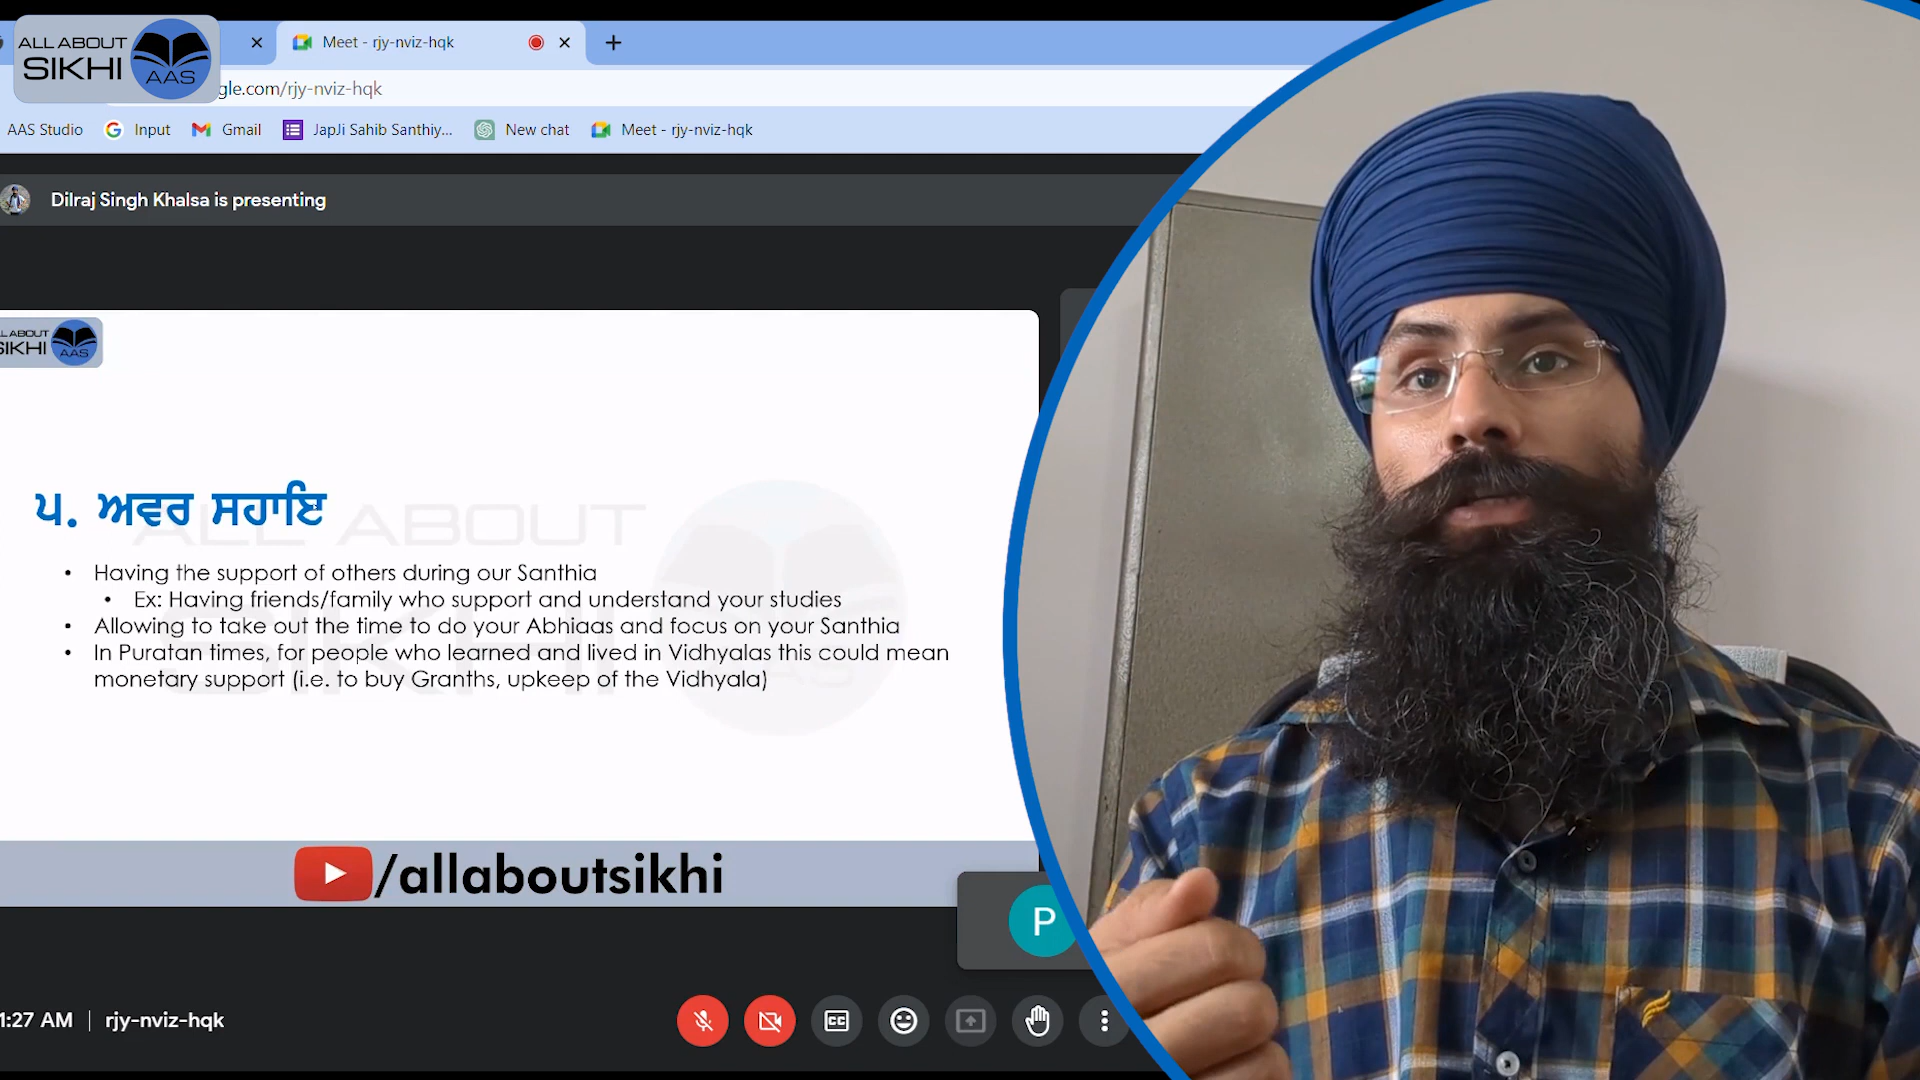 ALL ABOUT
SIKHI
AAS
Meet - rjy-nviz-hqk
gle.com/rjy-nviz-hqk
AAS Studio
Input
Gmail
JapJi Sahib Santhiy...
New chat
Meet - rjy-nviz-hqk
Dilraj Singh Khalsa is presenting
SIKHI
AAS
੫. ਅਵਰ ਸਹਾਇ
ALL ABOUT
• Having the support of others during our Santhia
• Ex: Having friends/family who support and understand your studies
• Allowing to take out the time to do your Abhiaas and focus on your Santhia
• In Puratan times, for people who learned and lived in Vidhyalas this could mean
monetary support (i.e. to buy Granths, upkeep of the Vidhyala)
/allaboutsikhi
P
1:27 AM | rjy-nviz-hqk
CC